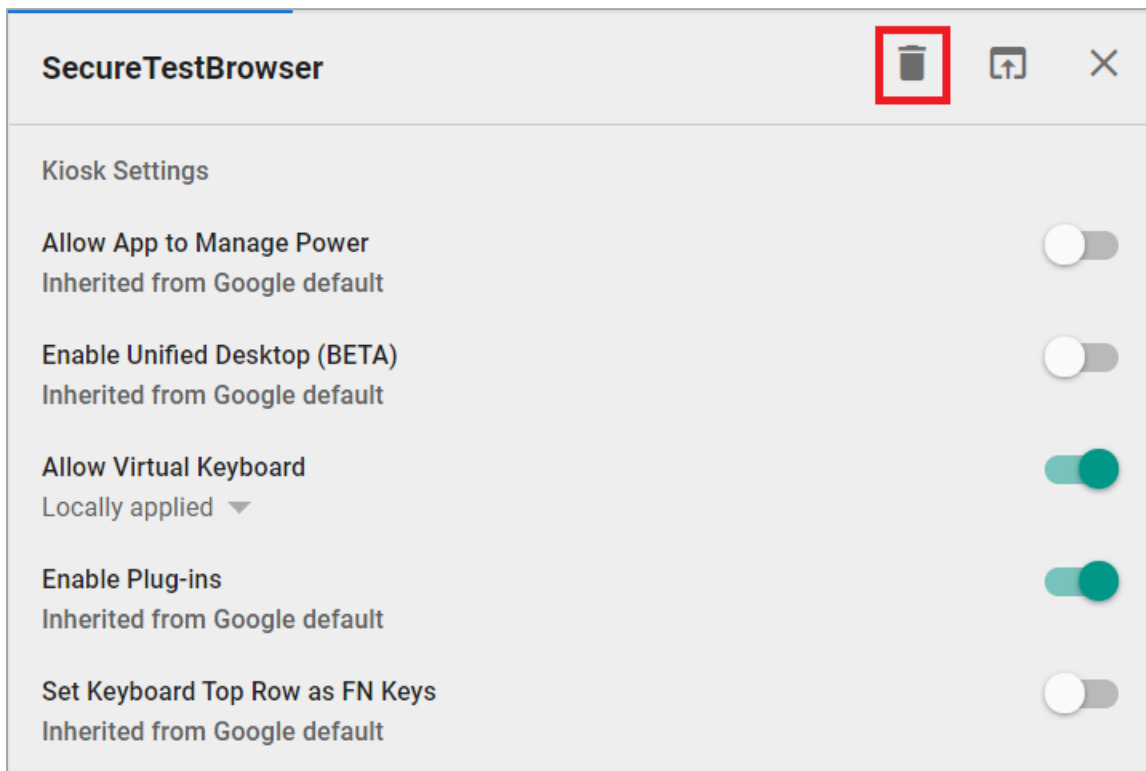 SecureTestBrowser
Kiosk Settings
Allow App to Manage Power
Inherited from Google default
Enable Unified Desktop (BETA)
Inherited from Google default
Allow Virtual Keyboard
Locally applied
Enable Plug-ins
Inherited from Google default
Set Keyboard Top Row as FN Keys
Inherited from Google default